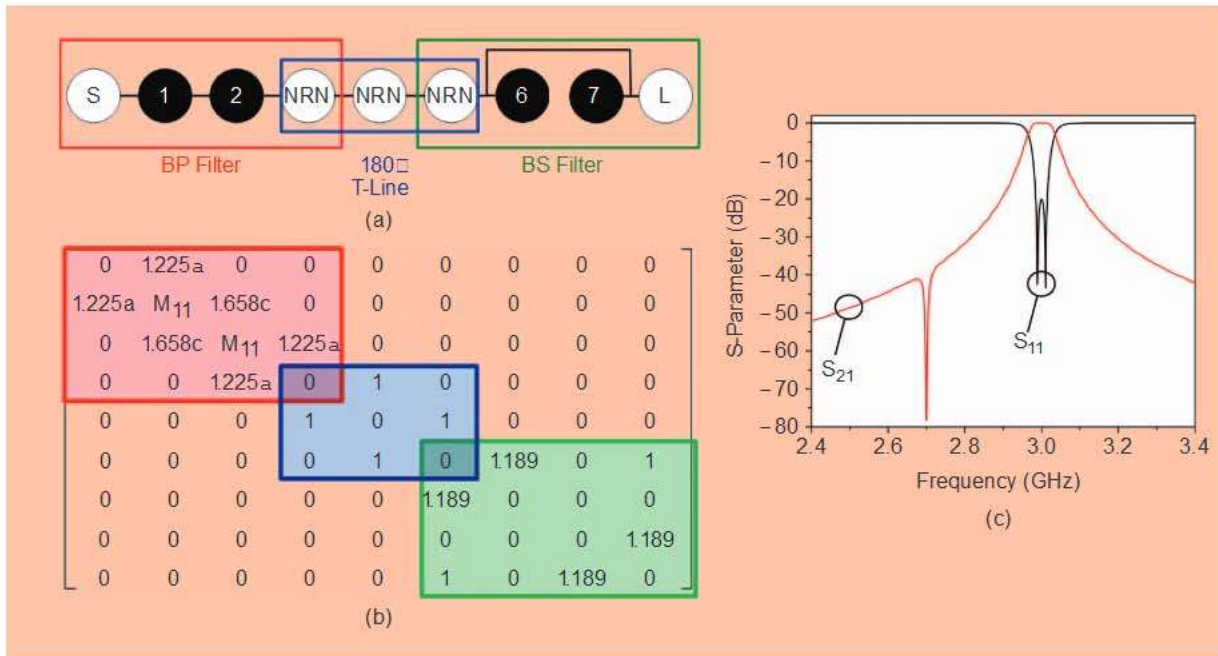 S 1 2 NRN NRN NRN 6 7 L
BP Filter
180□
T-Line
BS Filter
(a)
0 1.225a 0 0 0 0 0 0 0
1.225a M11 1.658c 0 0 0 0 0 0
0 1.658c M11 1.225a 0 0 0 0 0
0 0 1.225a 0 1 0 0 0 0
0 0 0 1 0 1 0 0 0
0 0 0 0 1 0 1.189 0 1
0 0 0 0 0 1.189 0 0 0
0 0 0 0 0 0 0 0 1.189
0 0 0 0 0 1 0 1.189 0
(b)
S-Parameter (dB)
0
−10
−20
−30
−40
−50
−60
−70
−80
S21
S11
2.4 2.6 2.8 3.0 3.2 3.4
Frequency (GHz)
(c)